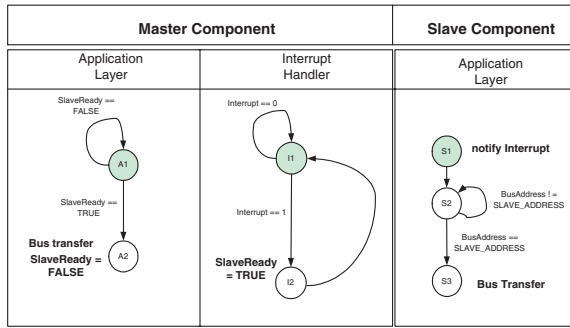 Master Component
Slave Component
Application
Layer
Interrupt
Handler
Application
Layer
SlaveReady ==
FALSE
A1
SlaveReady ==
TRUE
Bus transfer
SlaveReady =
FALSE
A2
Interrupt == 0
I1
Interrupt == 1
SlaveReady
= TRUE
I2
S1
notify Interrupt
S2
BusAddress ! =
SLAVE_ADDRESS
BusAddress ==
SLAVE_ADDRESS
S3
Bus Transfer